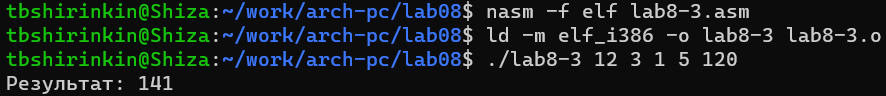 tbshirinkin@Shiza:~/work/arch-pc/lab08$ nasm -f elf lab8-3.asm
tbshirinkin@Shiza:~/work/arch-pc/lab08$ ld -m elf_i386 -o lab8-3 lab8-3.o
tbshirinkin@Shiza:~/work/arch-pc/lab08$ ./lab8-3 12 3 1 5 120
Результат: 141